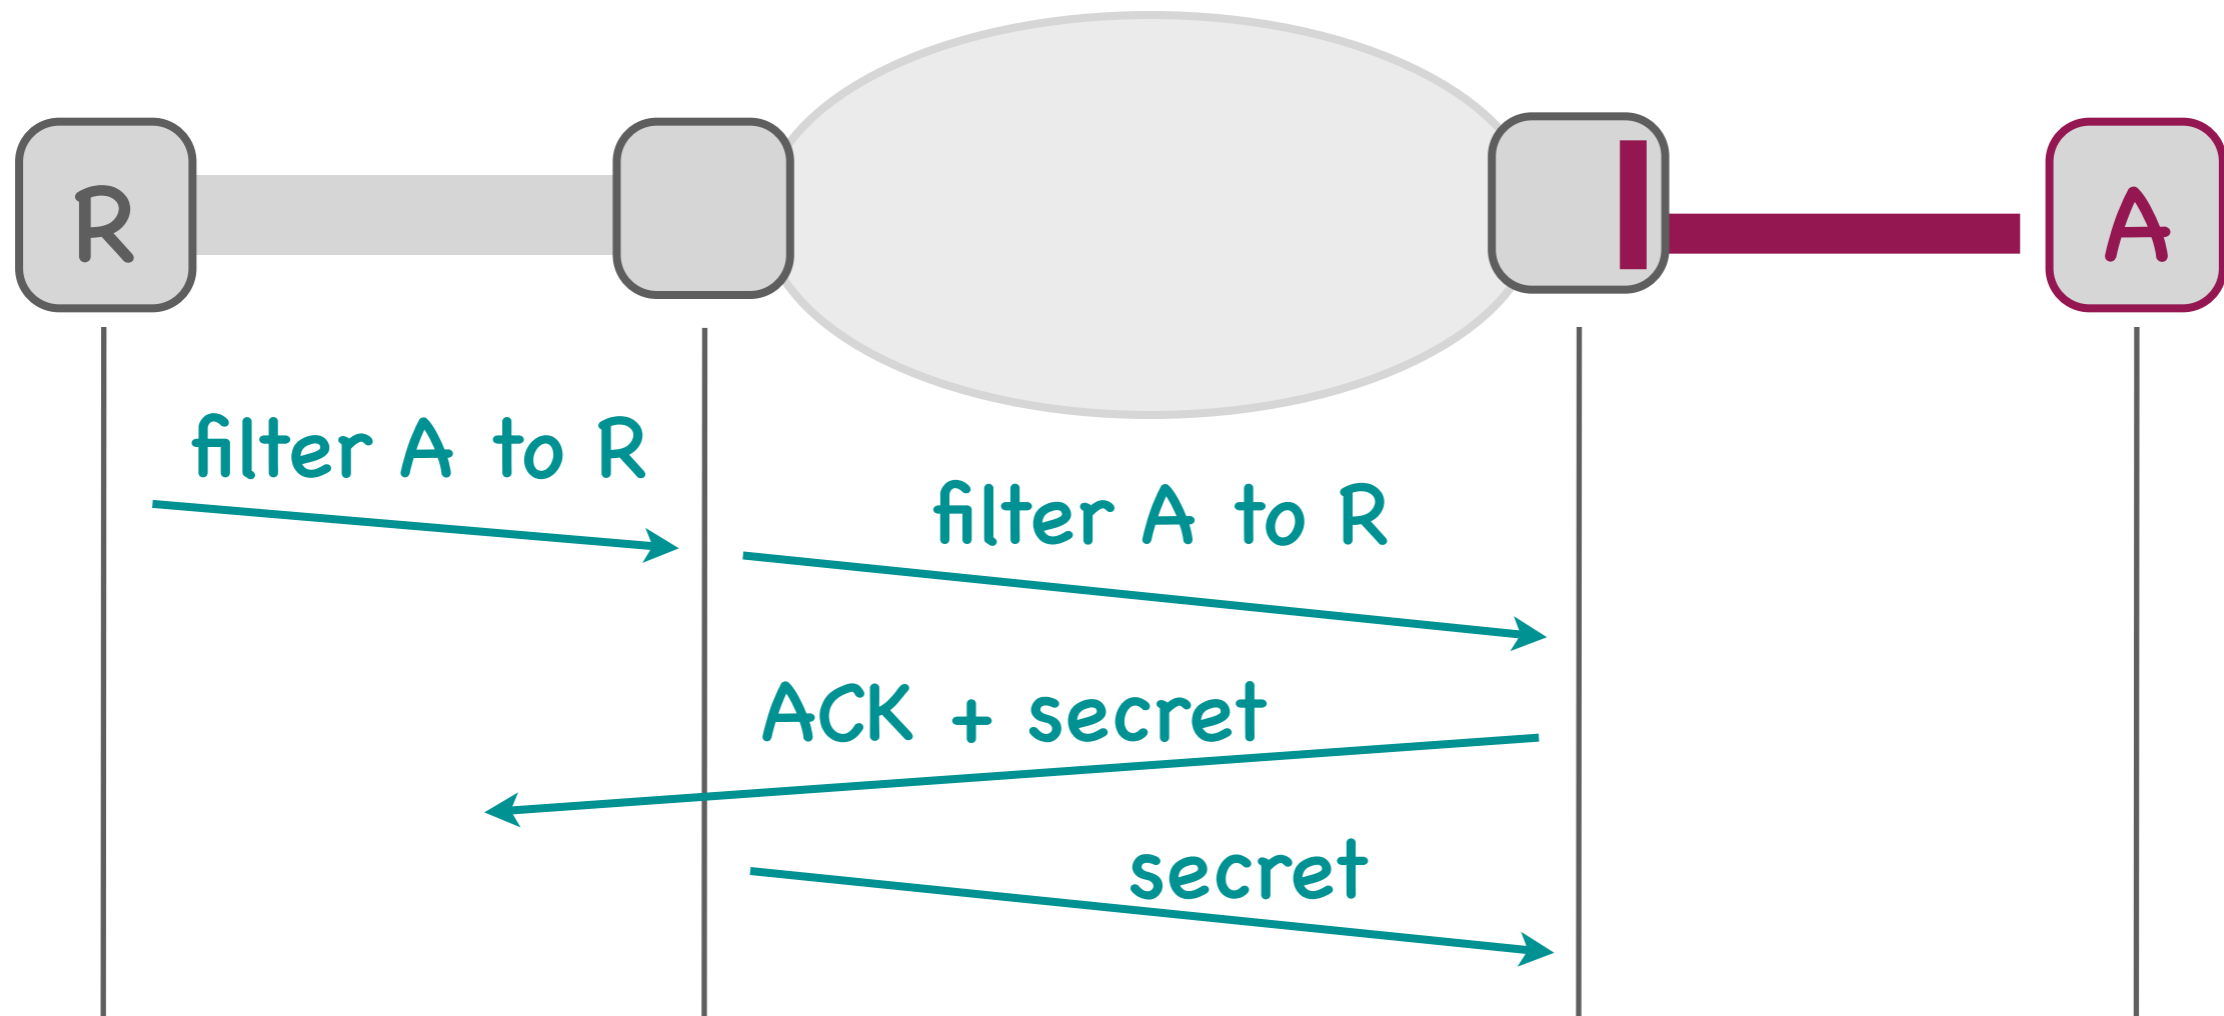 R
A
filter A to R
filter A to R
ACK + secret
secret